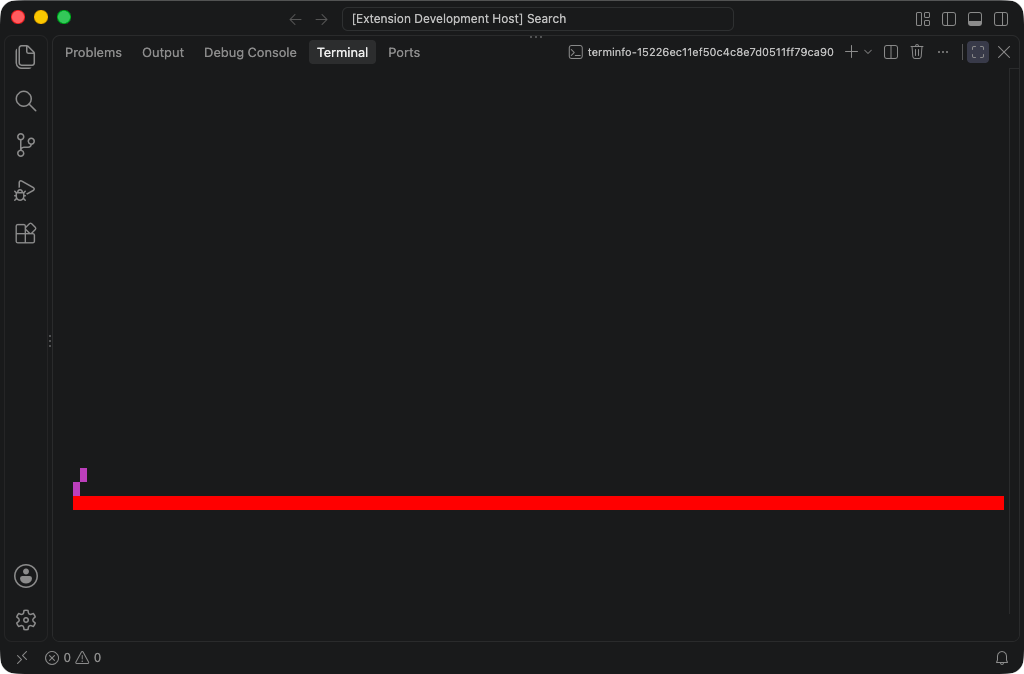 [Extension Development Host] Search
Problems Output Debug Console Terminal Ports
terminfo-15226ec11ef50c4c8e7d0511ff79ca90
0 0